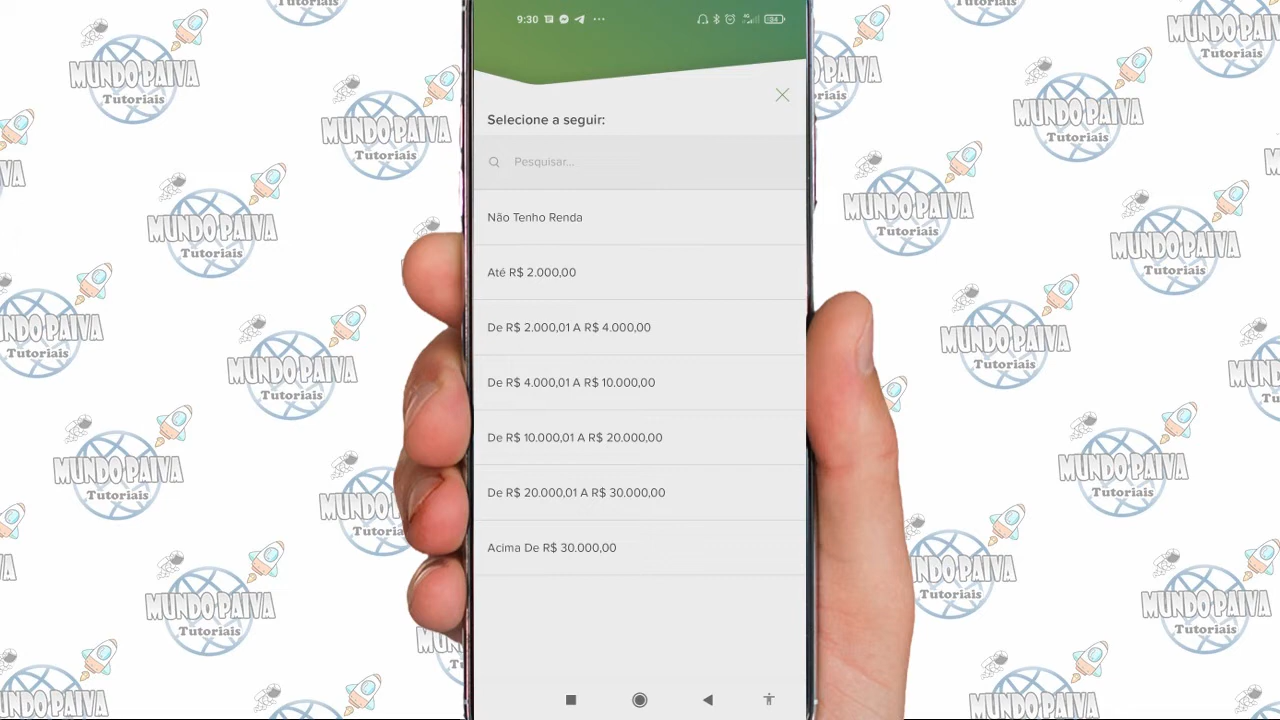 9:30
54
Selecione a seguir:
Pesquisar...
Não Tenho Renda
Até R$ 2.000,00
De R$ 2.000,01 A R$ 4.000,00
De R$ 4.000,01 A R$ 10.000,00
De R$ 10.000,01 A R$ 20.000,00
De R$ 20.000,01 A R$ 30.000,00
Acima De R$ 30.000,00
MUNDO PAIVA
Tutoriais